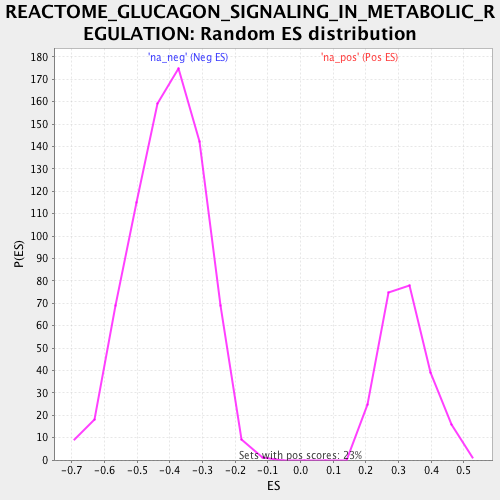 REACTOME_GLUCAGON_SIGNALING_IN_METABOLIC_R
EGULATION: Random ES distribution
'na_neg' (Neg ES)
'na_pos' (Pos ES)
180
170
160
150
140
130
120
110
100
90
80
70
60
50
40
30
20
10
0
P(ES)
Sets with pos scores: 23%
-0.7 -0.6 -0.5 -0.4 -0.3 -0.2 -0.1 0.0 0.1 0.2 0.3 0.4 0.5
ES